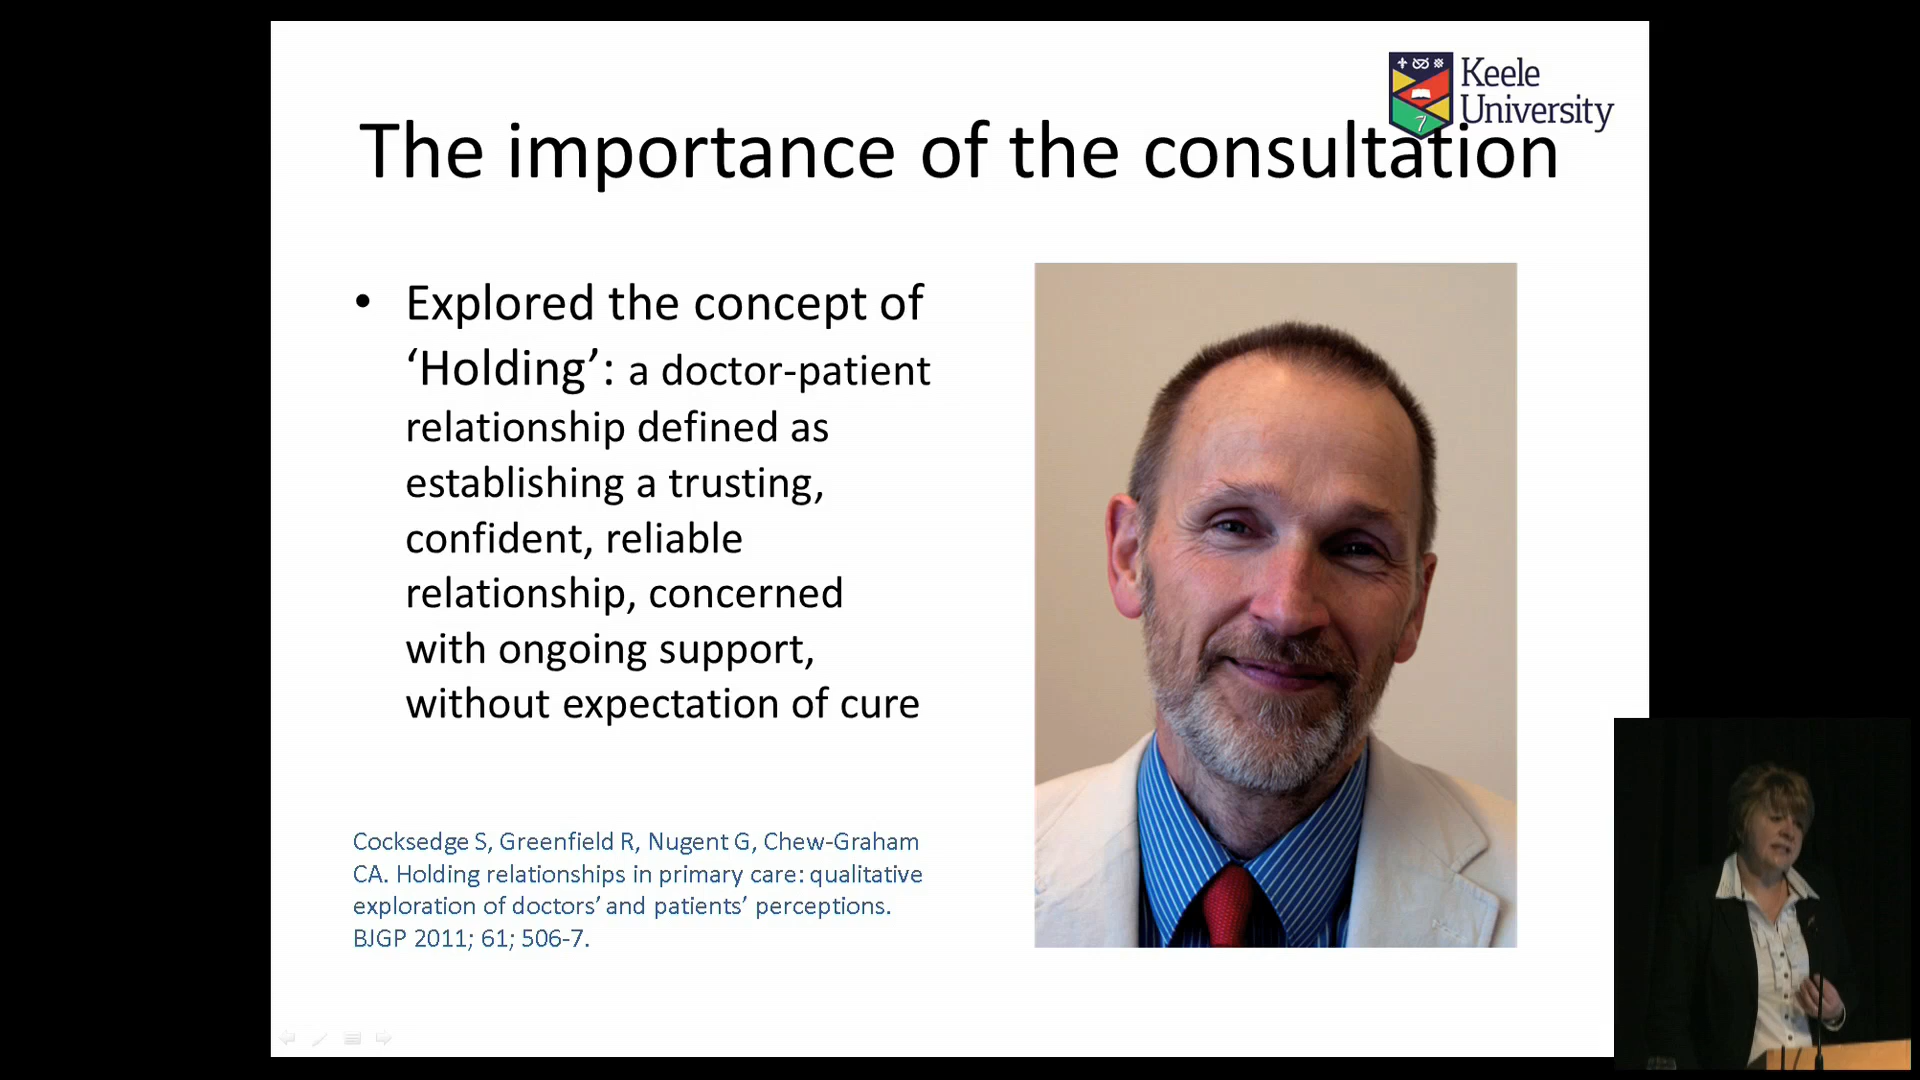 Keele
University
The importance of the consultation
• Explored the concept of
‘Holding’: a doctor-patient
relationship defined as
establishing a trusting,
confident, reliable
relationship, concerned
with ongoing support,
without expectation of cure
Cocksedge S, Greenfield R, Nugent G, Chew-Graham
CA. Holding relationships in primary care: qualitative
exploration of doctors’ and patients’ perceptions.
BJGP 2011; 61; 506-7.